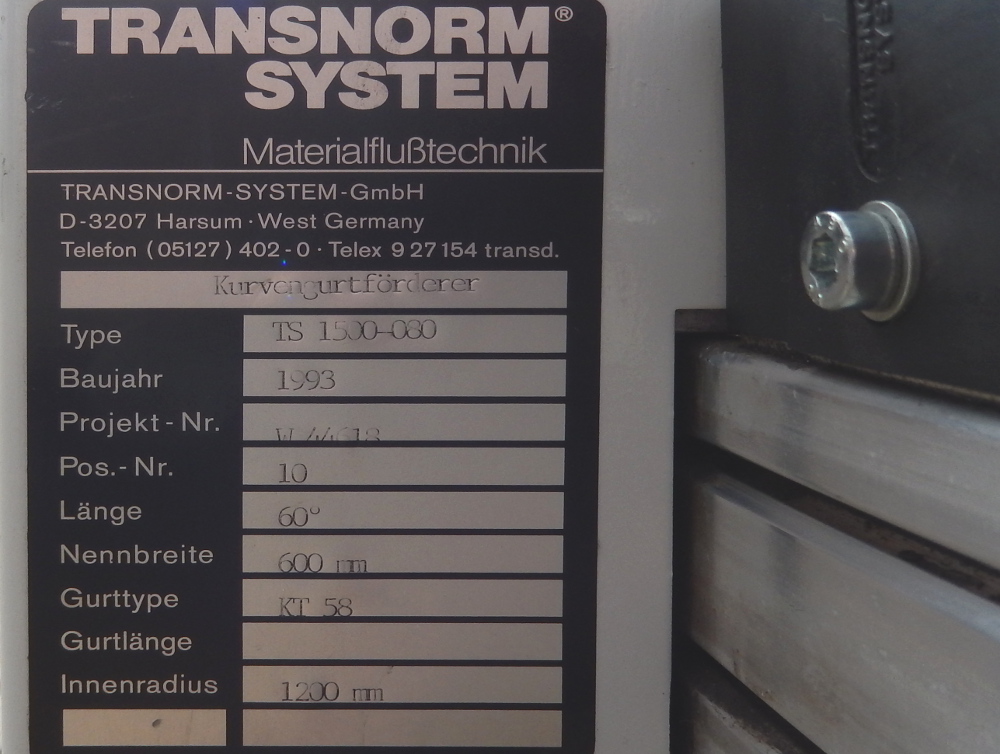 TRANSNORM®
SYSTEM
Materialflußtechnik
TRANSNORM-SYSTEM-GmbH
D-3207 Harsum · West Germany
Telefon (05127) 402-0 · Telex 9 27 154 transd.
Kurvengurtförderer
Type TS 1500-080
Baujahr 1993
Projekt-Nr.
Pos.-Nr. 10
Länge 60°
Nennbreite 600 mm
Gurttype KT 58
Gurtlänge
Innenradius 1200 mm